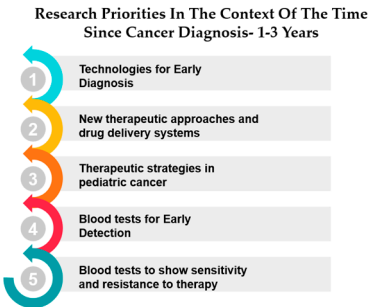 Research Priorities In The Context Of The Time
Since Cancer Diagnosis- 1-3 Years
1
Technologies for Early
Diagnosis
2
New therapeutic approaches and
drug delivery systems
3
Therapeutic strategies in
pediatric cancer
4
Blood tests for Early
Detection
5
Blood tests to show sensitivity
and resistance to therapy